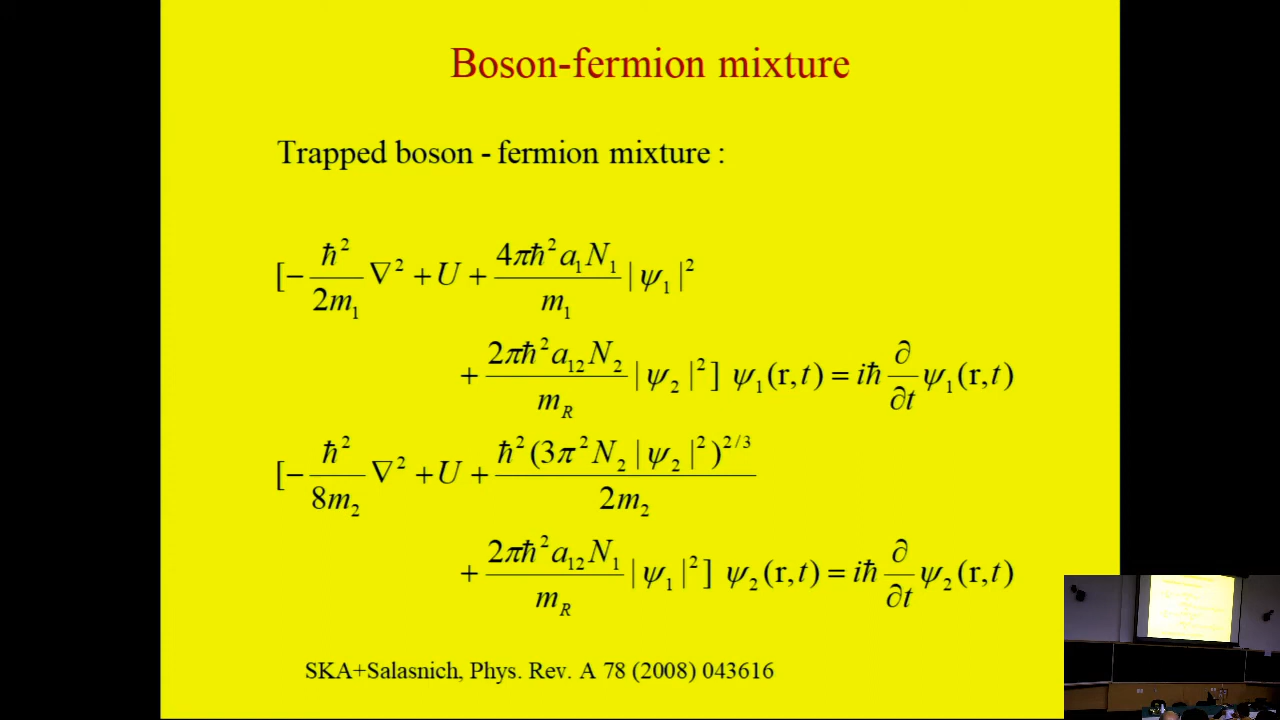 Boson-fermion mixture
Trapped boson - fermion mixture :
[− ℏ²/2m₁ ∇² + U + 4πℏ²a₁N₁/m₁ |ψ₁|²
+ 2πℏ²a₁₂N₂/m_R |ψ₂|² ] ψ₁(r,t) = iℏ ∂/∂t ψ₁(r,t)
[− ℏ²/8m₂ ∇² + U + ℏ²(3π²N₂|ψ₂|²)^{2/3}/2m₂
+ 2πℏ²a₁₂N₁/m_R |ψ₁|² ] ψ₂(r,t) = iℏ ∂/∂t ψ₂(r,t)
SKA+Salasnich, Phys. Rev. A 78 (2008) 043616